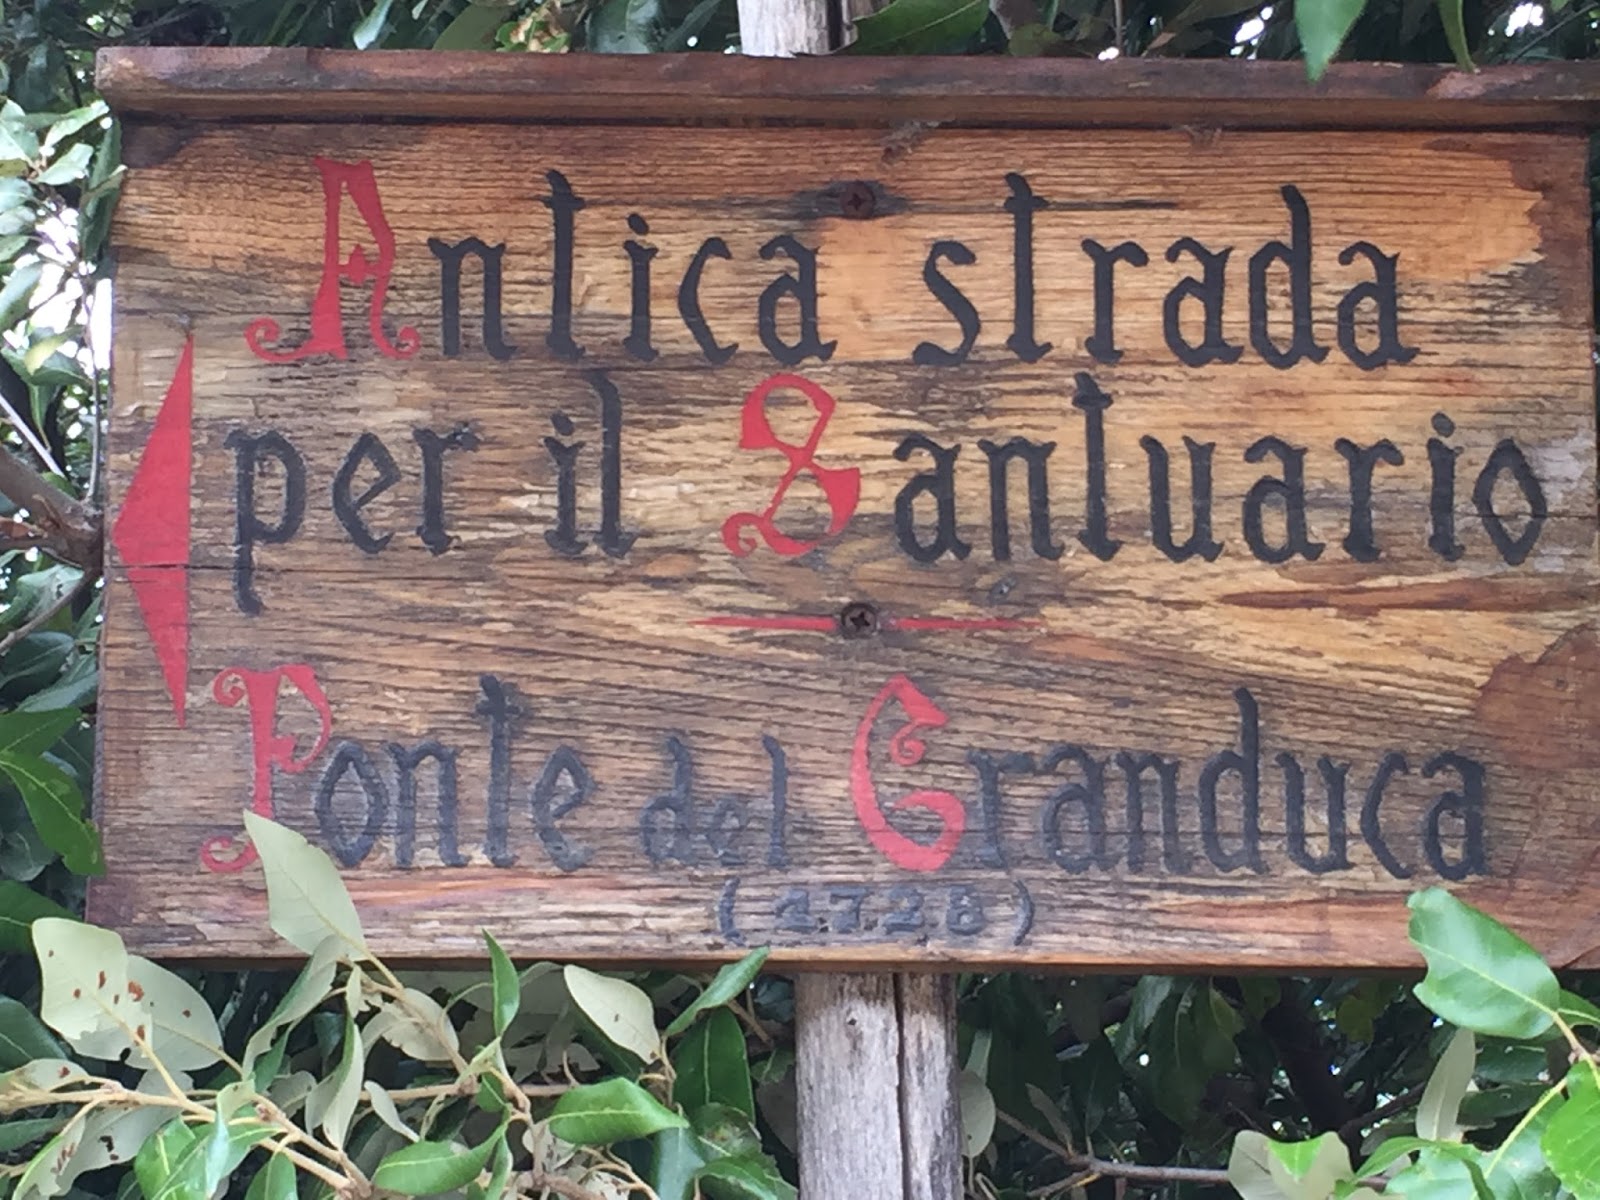 Antica strada
per il Santuario
Ponte del Granduca
(1728)